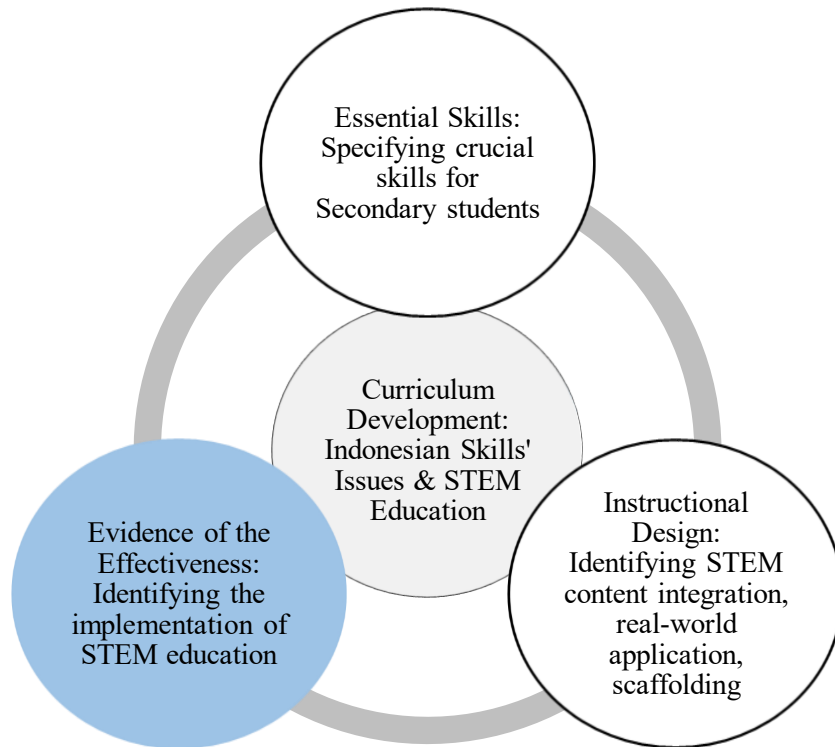 Essential Skills:
Specifying crucial
skills for
Secondary students
Curriculum
Development:
Indonesian Skills'
Issues & STEM
Education
Evidence of the
Effectiveness:
Identifying the
implementation of
STEM education
Instructional
Design:
Identifying STEM
content integration,
real-world
application,
scaffolding